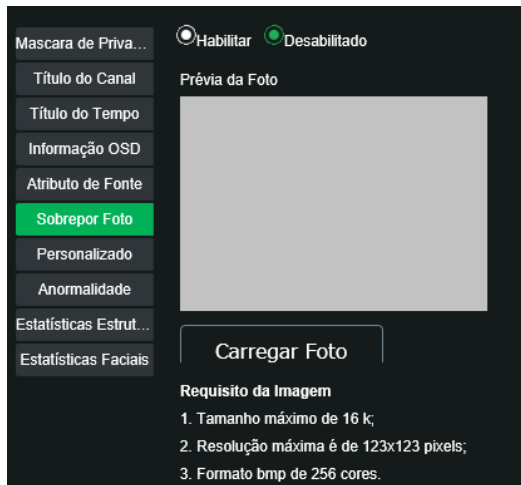 Mascara de Priva...
Título do Canal
Título do Tempo
Informação OSD
Atributo de Fonte
Sobrepor Foto
Personalizado
Anormalidade
Estatísticas Estrut...
Estatísticas Faciais
Habilitar Desabilitado
Prévia da Foto
Carregar Foto
Requisito da Imagem
1. Tamanho máximo de 16 k;
2. Resolução máxima é de 123x123 pixels;
3. Formato bmp de 256 cores.